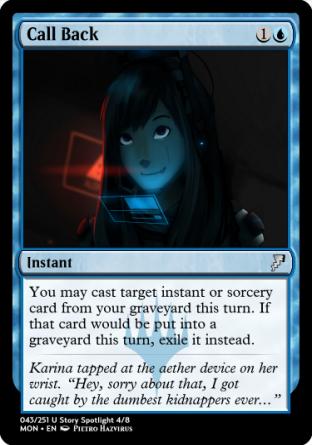 Call Back 1
Instant
You may cast target instant or sorcery
card from your graveyard this turn. If
that card would be put into a
graveyard this turn, exile it instead.
Karina tapped at the aether device on her
wrist. “Hey, sorry about that, I got
caught by the dumbest kidnappers ever…”
043/251 U Story Spotlight 4/8
MON • EN Pietro Hazvirus